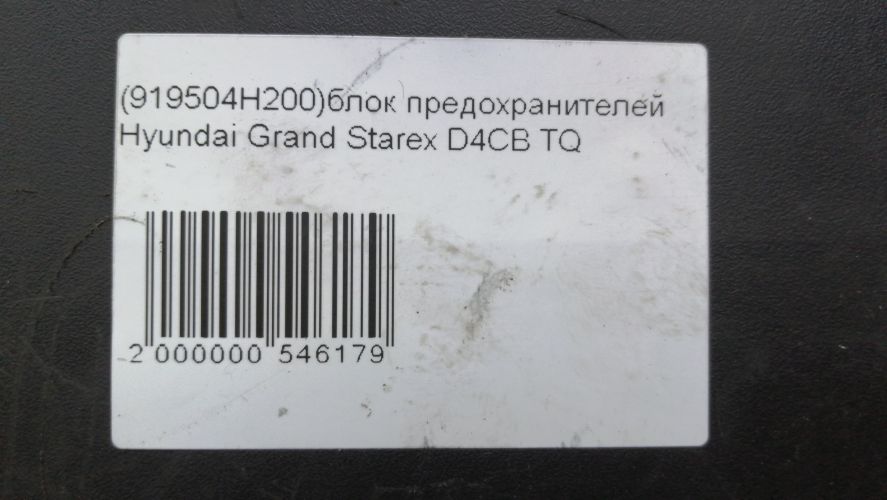 (919504H200)блок предохранителей
Hyundai Grand Starex D4CB TQ
2 000000 546179